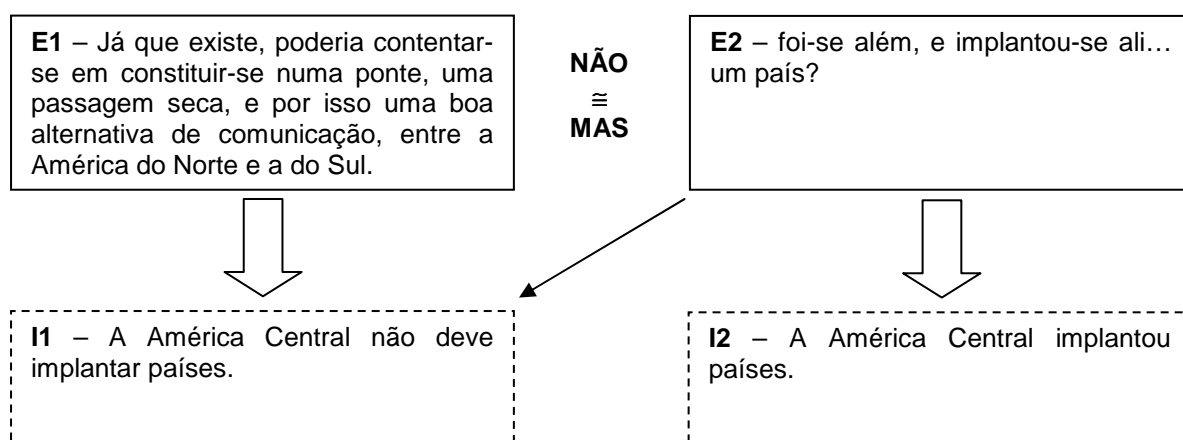 E1 – Já que existe, poderia contentar-
se em constituir-se numa ponte, uma
passagem seca, e por isso uma boa
alternativa de comunicação, entre a
América do Norte e a do Sul.
NÃO
≅
MAS
E2 – foi-se além, e implantou-se ali…
um país?
I1 – A América Central não deve
implantar países.
I2 – A América Central implantou
países.